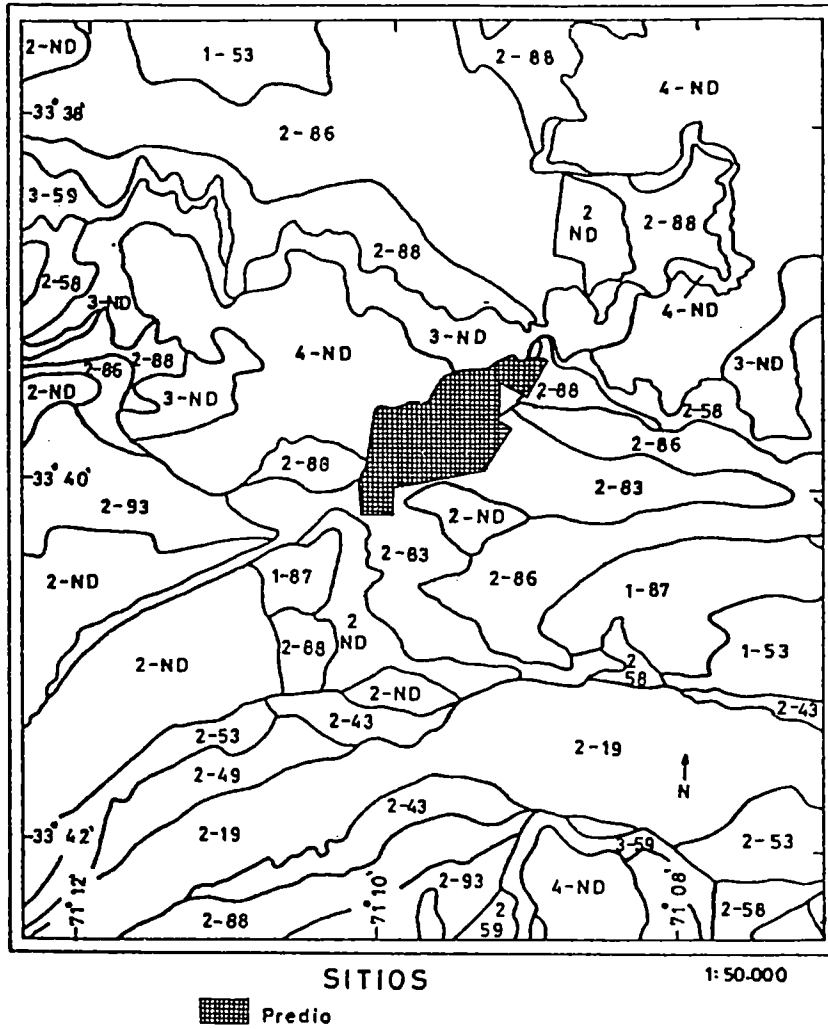 2-ND
1-53
2-88
4-ND
33° 38'
2-86
3-59
2
ND
2-88
2-88
2-58
3-ND
4-ND
3-ND
4-ND
3-ND
2-88
2-86
2-ND
3-ND
2-88
2-58
2-86
2-88
33° 40'
2-83
2-93
2-ND
2-83
2-ND
1-87
2-86
1-87
2
ND
2-88
1-53
2-ND
2
58
2-ND
2-43
2-43
2-53
2-19
2-49
N
2-43
33° 42'
2-19
3-59
2-53
71° 12'
71° 10'
2-93
4-ND
71° 08'
2-88
2
59
2-58
SITIOS
1:50.000
Predio